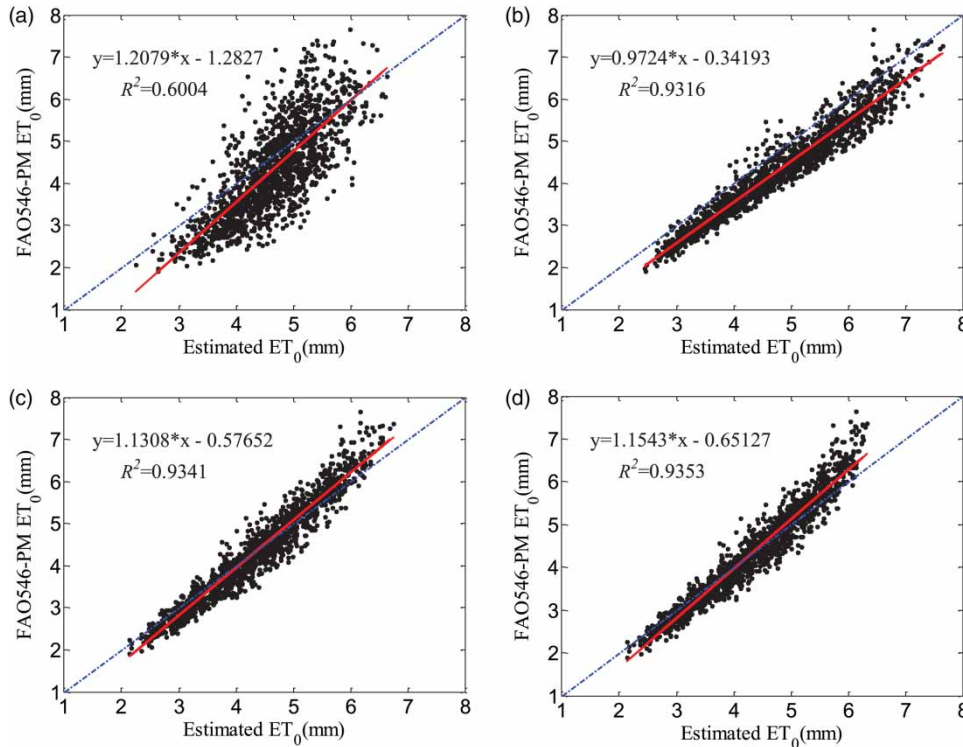 (a)
y=1.2079*x - 1.2827
R²=0.6004
FAO546-PM ET₀(mm)
8
7
6
5
4
3
2
1
1 2 3 4 5 6 7 8
Estimated ET₀(mm)
(b)
y=0.9724*x - 0.34193
R²=0.9316
FAO546-PM ET₀(mm)
8
7
6
5
4
3
2
1
1 2 3 4 5 6 7 8
Estimated ET₀(mm)
(c)
y=1.1308*x - 0.57652
R²=0.9341
FAO546-PM ET₀(mm)
8
7
6
5
4
3
2
1
1 2 3 4 5 6 7 8
Estimated ET₀(mm)
(d)
y=1.1543*x - 0.65127
R²=0.9353
FAO546-PM ET₀(mm)
8
7
6
5
4
3
2
1
1 2 3 4 5 6 7 8
Estimated ET₀(mm)